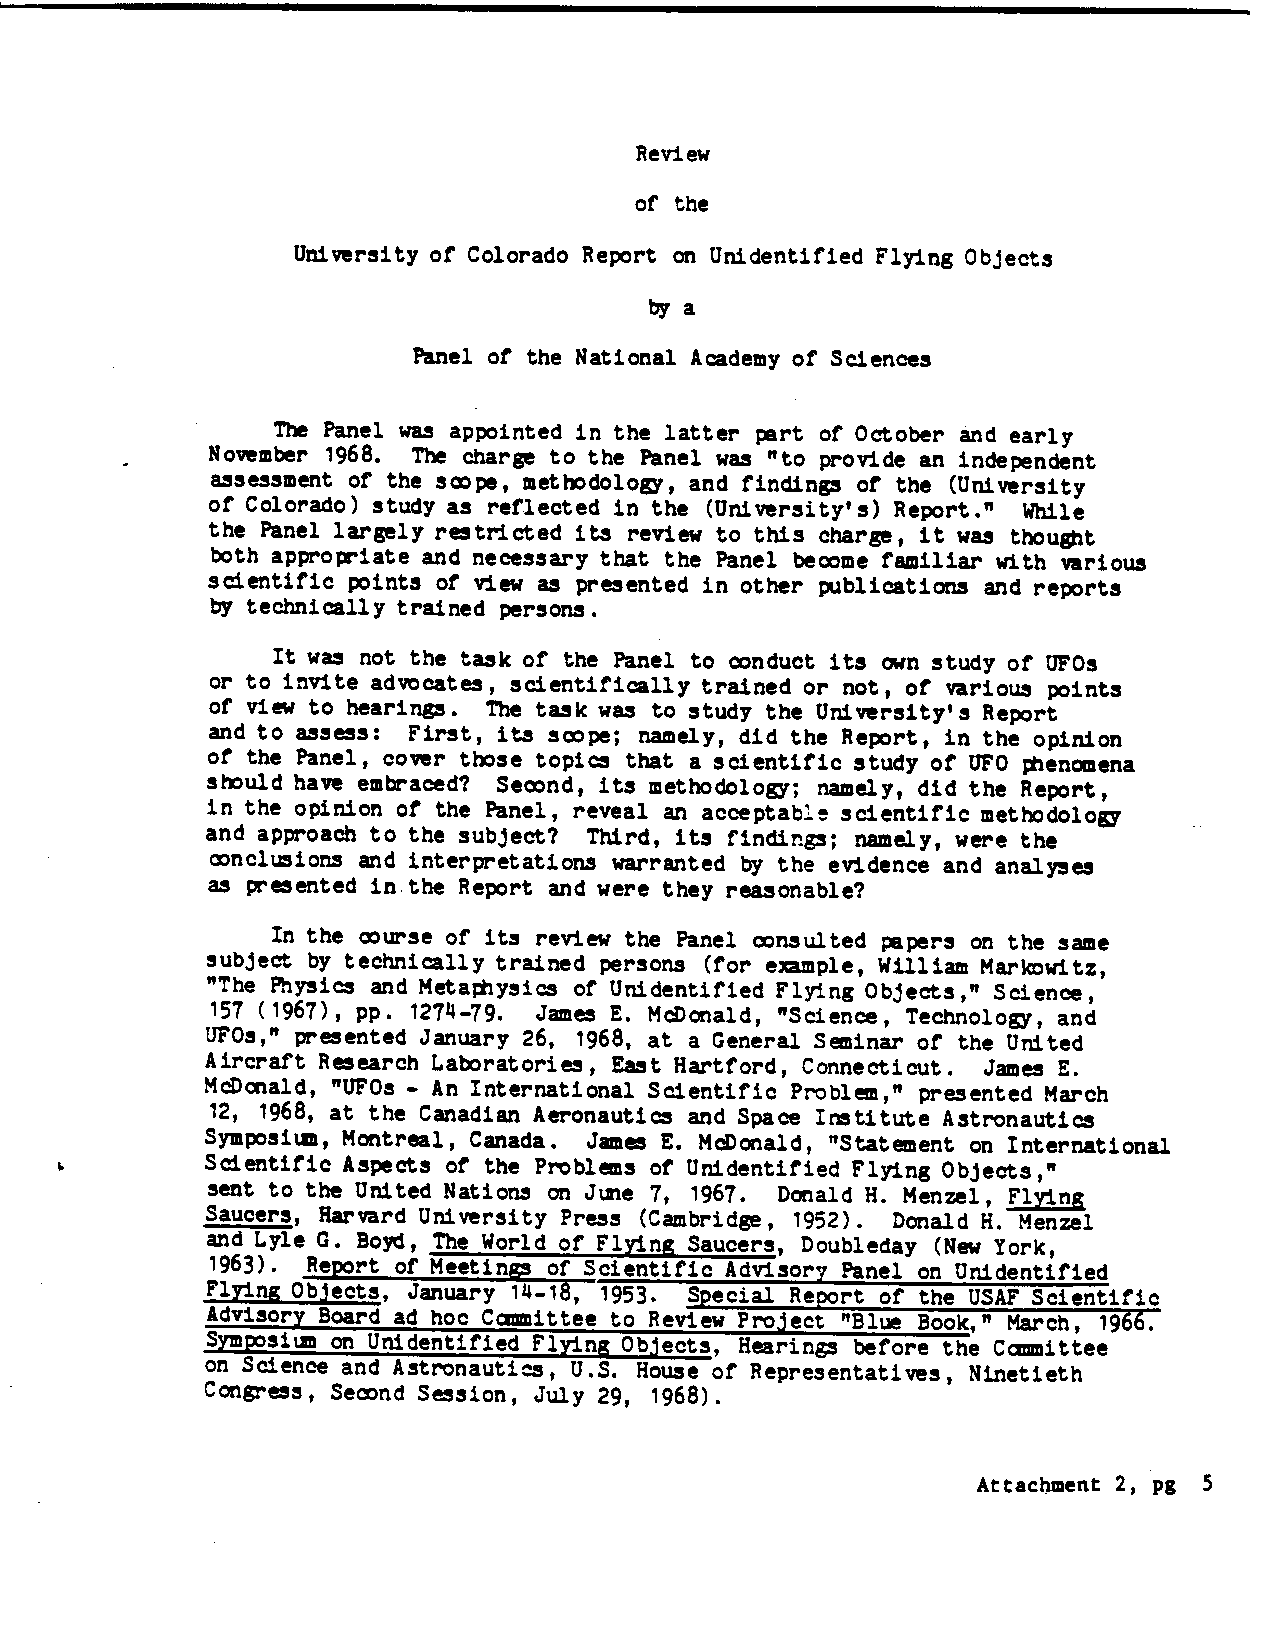 Review
of the
University of Colorado Report on Unidentified Flying Objects
by a
Panel of the National Academy of Sciences
The Panel was appointed in the latter part of October and early
November 1968. The charge to the Panel was "to provide an independent
assessment of the scope, methodology, and findings of the (University
of Colorado) study as reflected in the (University's) Report." While
the Panel largely restricted its review to this charge, it was thought
both appropriate and necessary that the Panel become familiar with various
scientific points of view as presented in other publications and reports
by technically trained persons.
It was not the task of the Panel to conduct its own study of UFOs
or to invite advocates, scientifically trained or not, of various points
of view to hearings. The task was to study the University's Report
and to assess: First, its scope; namely, did the Report, in the opinion
of the Panel, cover those topics that a scientific study of UFO phenomena
should have embraced? Second, its methodology; namely, did the Report,
in the opinion of the Panel, reveal an acceptable scientific methodology
and approach to the subject? Third, its findings; namely, were the
conclusions and interpretations warranted by the evidence and analyses
as presented in the Report and were they reasonable?
In the course of its review the Panel consulted papers on the same
subject by technically trained persons (for example, William Markowitz,
"The Physics and Metaphysics of Unidentified Flying Objects," Science,
157 (1967), pp. 1274-79. James E. McDonald, "Science, Technology, and
UFOs," presented January 26, 1968, at a General Seminar of the United
Aircraft Research Laboratories, East Hartford, Connecticut. James E.
McDonald, "UFOs - An International Scientific Problem," presented March
12, 1968, at the Canadian Aeronautics and Space Institute Astronautics
Symposium, Montreal, Canada. James E. McDonald, "Statement on International
Scientific Aspects of the Problems of Unidentified Flying Objects,"
sent to the United Nations on June 7, 1967. Donald H. Menzel, Flying
Saucers, Harvard University Press (Cambridge, 1952). Donald H. Menzel
and Lyle G. Boyd, The World of Flying Saucers, Doubleday (New York,
1963). Report of Meetings of Scientific Advisory Panel on Unidentified
Flying Objects, January 14-18, 1953. Special Report of the USAF Scientific
Advisory Board ad hoc Committee to Review Project "Blue Book," March, 1966.
Symposium on Unidentified Flying Objects, Hearings before the Committee
on Science and Astronautics, U.S. House of Representatives, Ninetieth
Congress, Second Session, July 29, 1968).
Attachment 2, pg 5